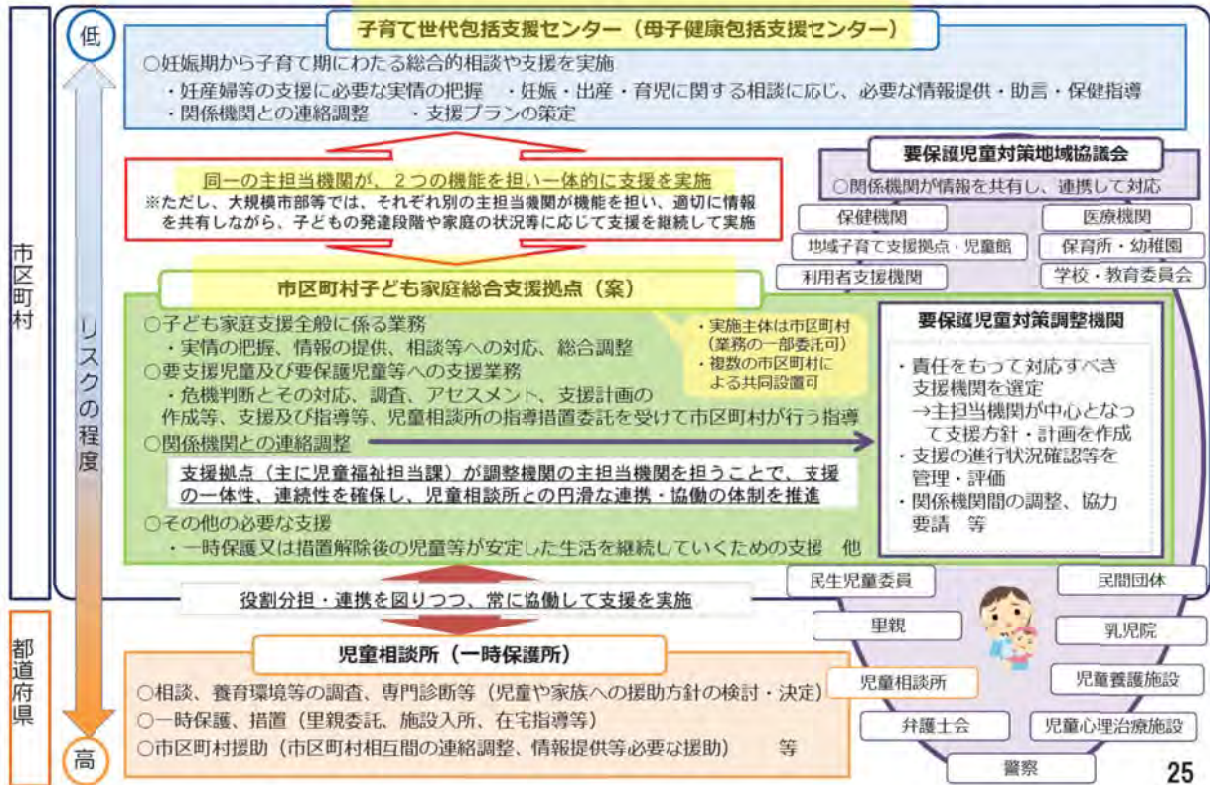 低
子育て世代包括支援センター（母子健康包括支援センター）
○妊娠期から子育て期にわたる総合的相談や支援を実施
・妊産婦等の支援に必要な実情の把握　・妊娠・出産・育児に関する相談に応じ、必要な情報提供・助言・保健指導
・関係機関との連絡調整　・支援プランの策定
同一の主担当機関が、２つの機能を担い一体的に支援を実施
※ただし、大規模市部等では、それぞれ別の主担当機関が機能を担い、適切に情報
を共有しながら、子どもの発達段階や家庭の状況等に応じて支援を継続して実施
要保護児童対策地域協議会
○関係機関が情報を共有し、連携して対応
保健機関
医療機関
地域子育て支援拠点・児童館
保育所・幼稚園
利用者支援機関
学校・教育委員会
市区町村
リスクの程度
市区町村子ども家庭総合支援拠点（案）
○子ども家庭支援全般に係る業務
・実情の把握、情報の提供、相談等への対応、総合調整
○要支援児童及び要保護児童等への支援業務
・危機判断とその対応、調査、アセスメント、支援計画の
作成等、支援及び指導等、児童相談所の指導措置委託を受けて市区町村が行う指導
○関係機関との連絡調整
支援拠点（主に児童福祉担当課）が調整機関の主担当機関を担うことで、支援
の一体性、連続性を確保し、児童相談所との円滑な連携・協働の体制を推進
○その他の必要な支援
・一時保護又は措置解除後の児童等が安定した生活を継続していくための支援　他
・実施主体は市区町村
（業務の一部委託可）
・複数の市区町村に
よる共同設置可
要保護児童対策調整機関
・責任をもって対応すべき
支援機関を選定
→主担当機関が中心となっ
て支援方針・計画を作成
・支援の進行状況確認等を
管理・評価
・関係機関間の調整、協力
要請　等
役割分担・連携を図りつつ、常に協働して支援を実施
民生児童委員
民間団体
里親
乳児院
児童相談所
児童養護施設
弁護士会
児童心理治療施設
警察
都道府県
児童相談所（一時保護所）
○相談、養育環境等の調査、専門診断等（児童や家族への援助方針の検討・決定）
○一時保護、措置（里親委託、施設入所、在宅指導等）
○市区町村援助（市区町村相互間の連絡調整、情報提供等必要な援助）　等
高
25